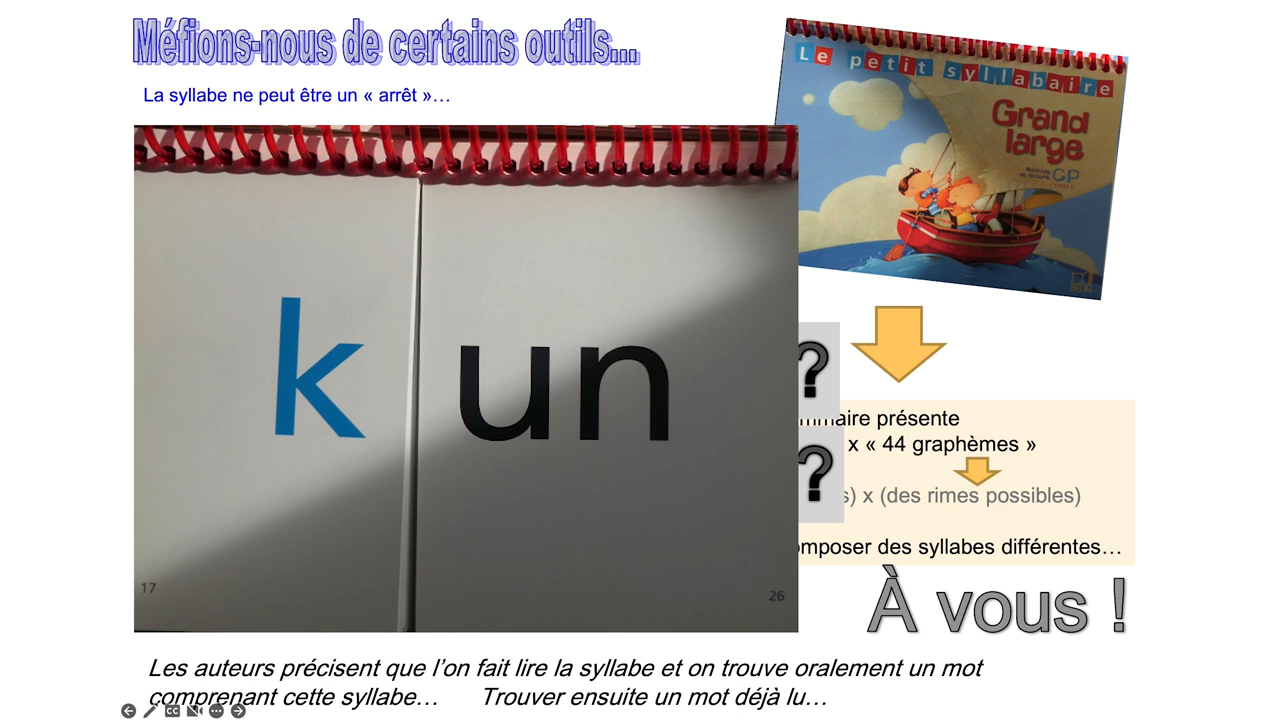 Méfions-nous de certains outils...
La syllabe ne peut être un « arrêt »…
Le petit syllabaire
Grand
large
CP
k un
17
26
?
présente
x « 44 graphèmes »
?
x (des rimes possibles)
des syllabes différentes…
À vous !
Les auteurs précisent que l’on fait lire la syllabe et on trouve oralement un mot
comprenant cette syllabe… Trouver ensuite un mot déjà lu…